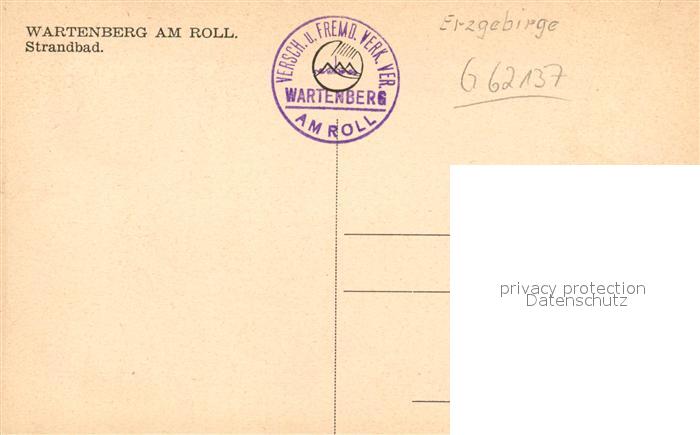 WARTENBERG AM ROLL.
Strandbad.
VERSCH. u. FREMD. VERK. VER.
WARTENBERG
AM ROLL
Erzgebirge
G 62137
privacy protection
Datenschutz